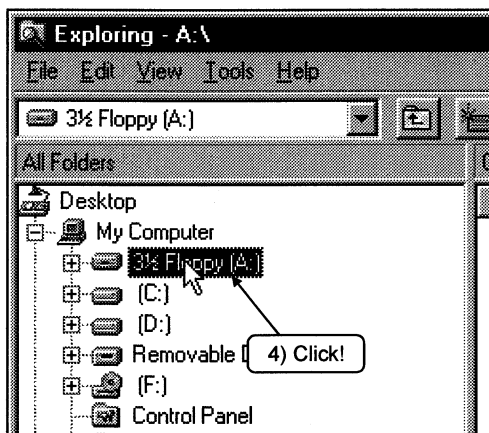 Exploring - A:\
File Edit View Tools Help
3½ Floppy (A:)
All Folders
Desktop
My Computer
3½ Floppy (A:)
(C:)
(D:)
Removable
4) Click!
(F:)
Control Panel